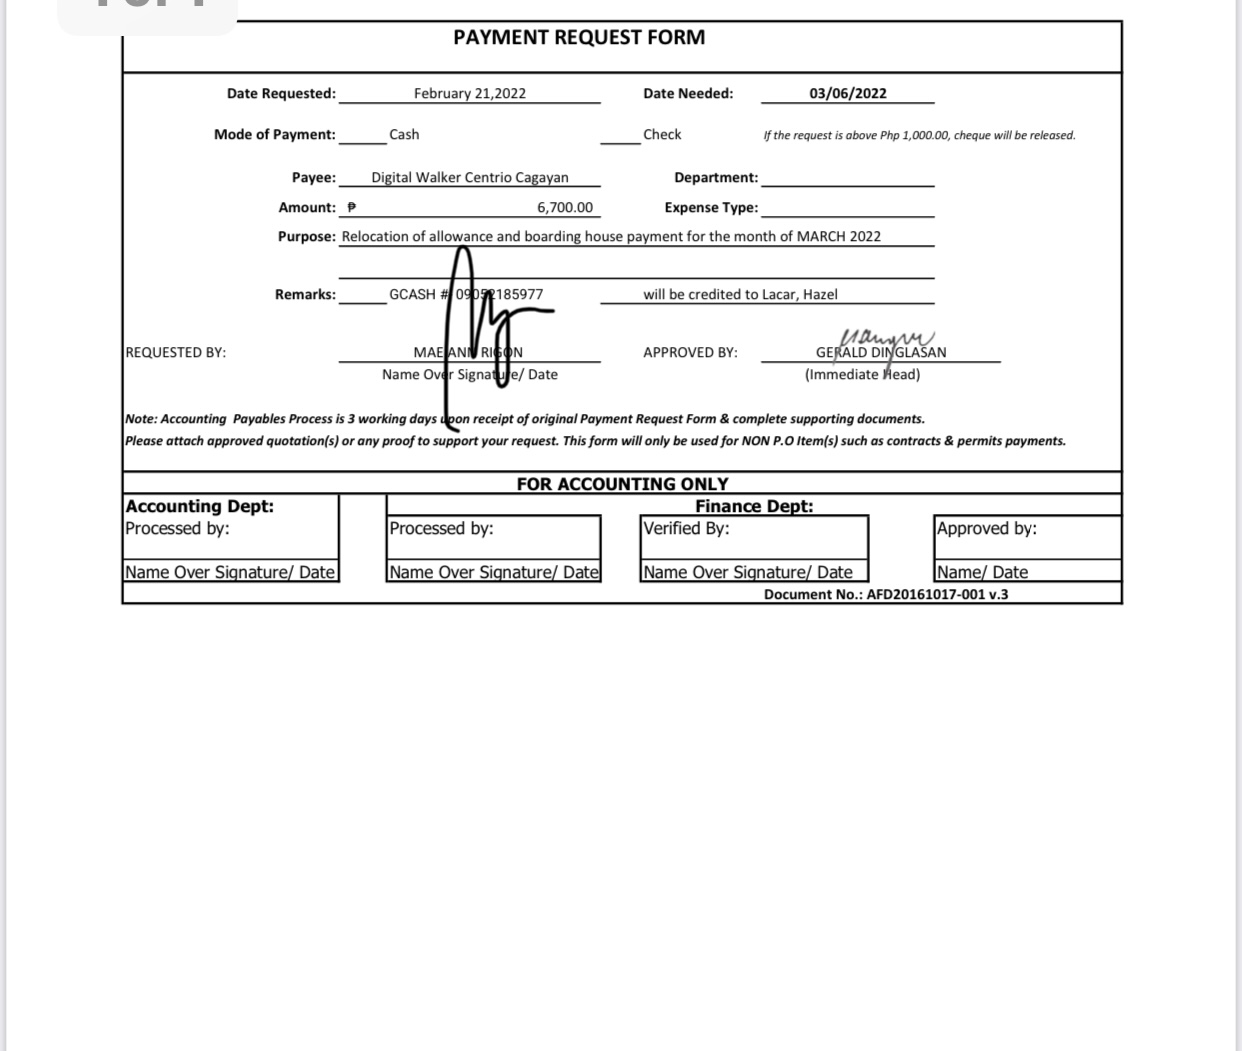 PAYMENT REQUEST FORM
Date Requested: February 21,2022 Date Needed: 03/06/2022
Mode of Payment: Cash Check If the request is above Php 1,000.00, cheque will be released.
Payee: Digital Walker Centrio Cagayan Department:
Amount: ₱ 6,700.00 Expense Type:
Purpose: Relocation of allowance and boarding house payment for the month of MARCH 2022
Remarks: GCASH # 09052185977 will be credited to Lacar, Hazel
REQUESTED BY: MAE ANN RIGON APPROVED BY: GERALD DINGLASAN
Name Over Signature/ Date (Immediate Head)
Note: Accounting Payables Process is 3 working days upon receipt of original Payment Request Form & complete supporting documents.
Please attach approved quotation(s) or any proof to support your request. This form will only be used for NON P.O Item(s) such as contracts & permits payments.
FOR ACCOUNTING ONLY
Accounting Dept: Finance Dept:
Processed by: Processed by: Verified By: Approved by:
Name Over Signature/ Date Name Over Signature/ Date Name Over Signature/ Date Name/ Date
Document No.: AFD20161017-001 v.3